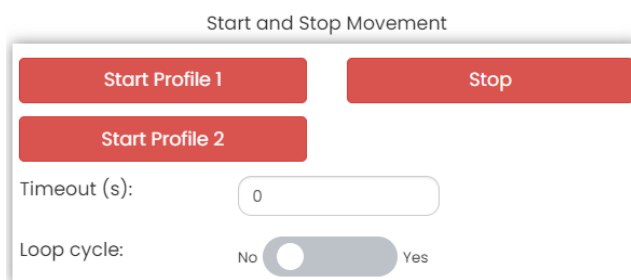 Start and Stop Movement
Start Profile 1 Stop
Start Profile 2
Timeout (s): 0
Loop cycle: No Yes